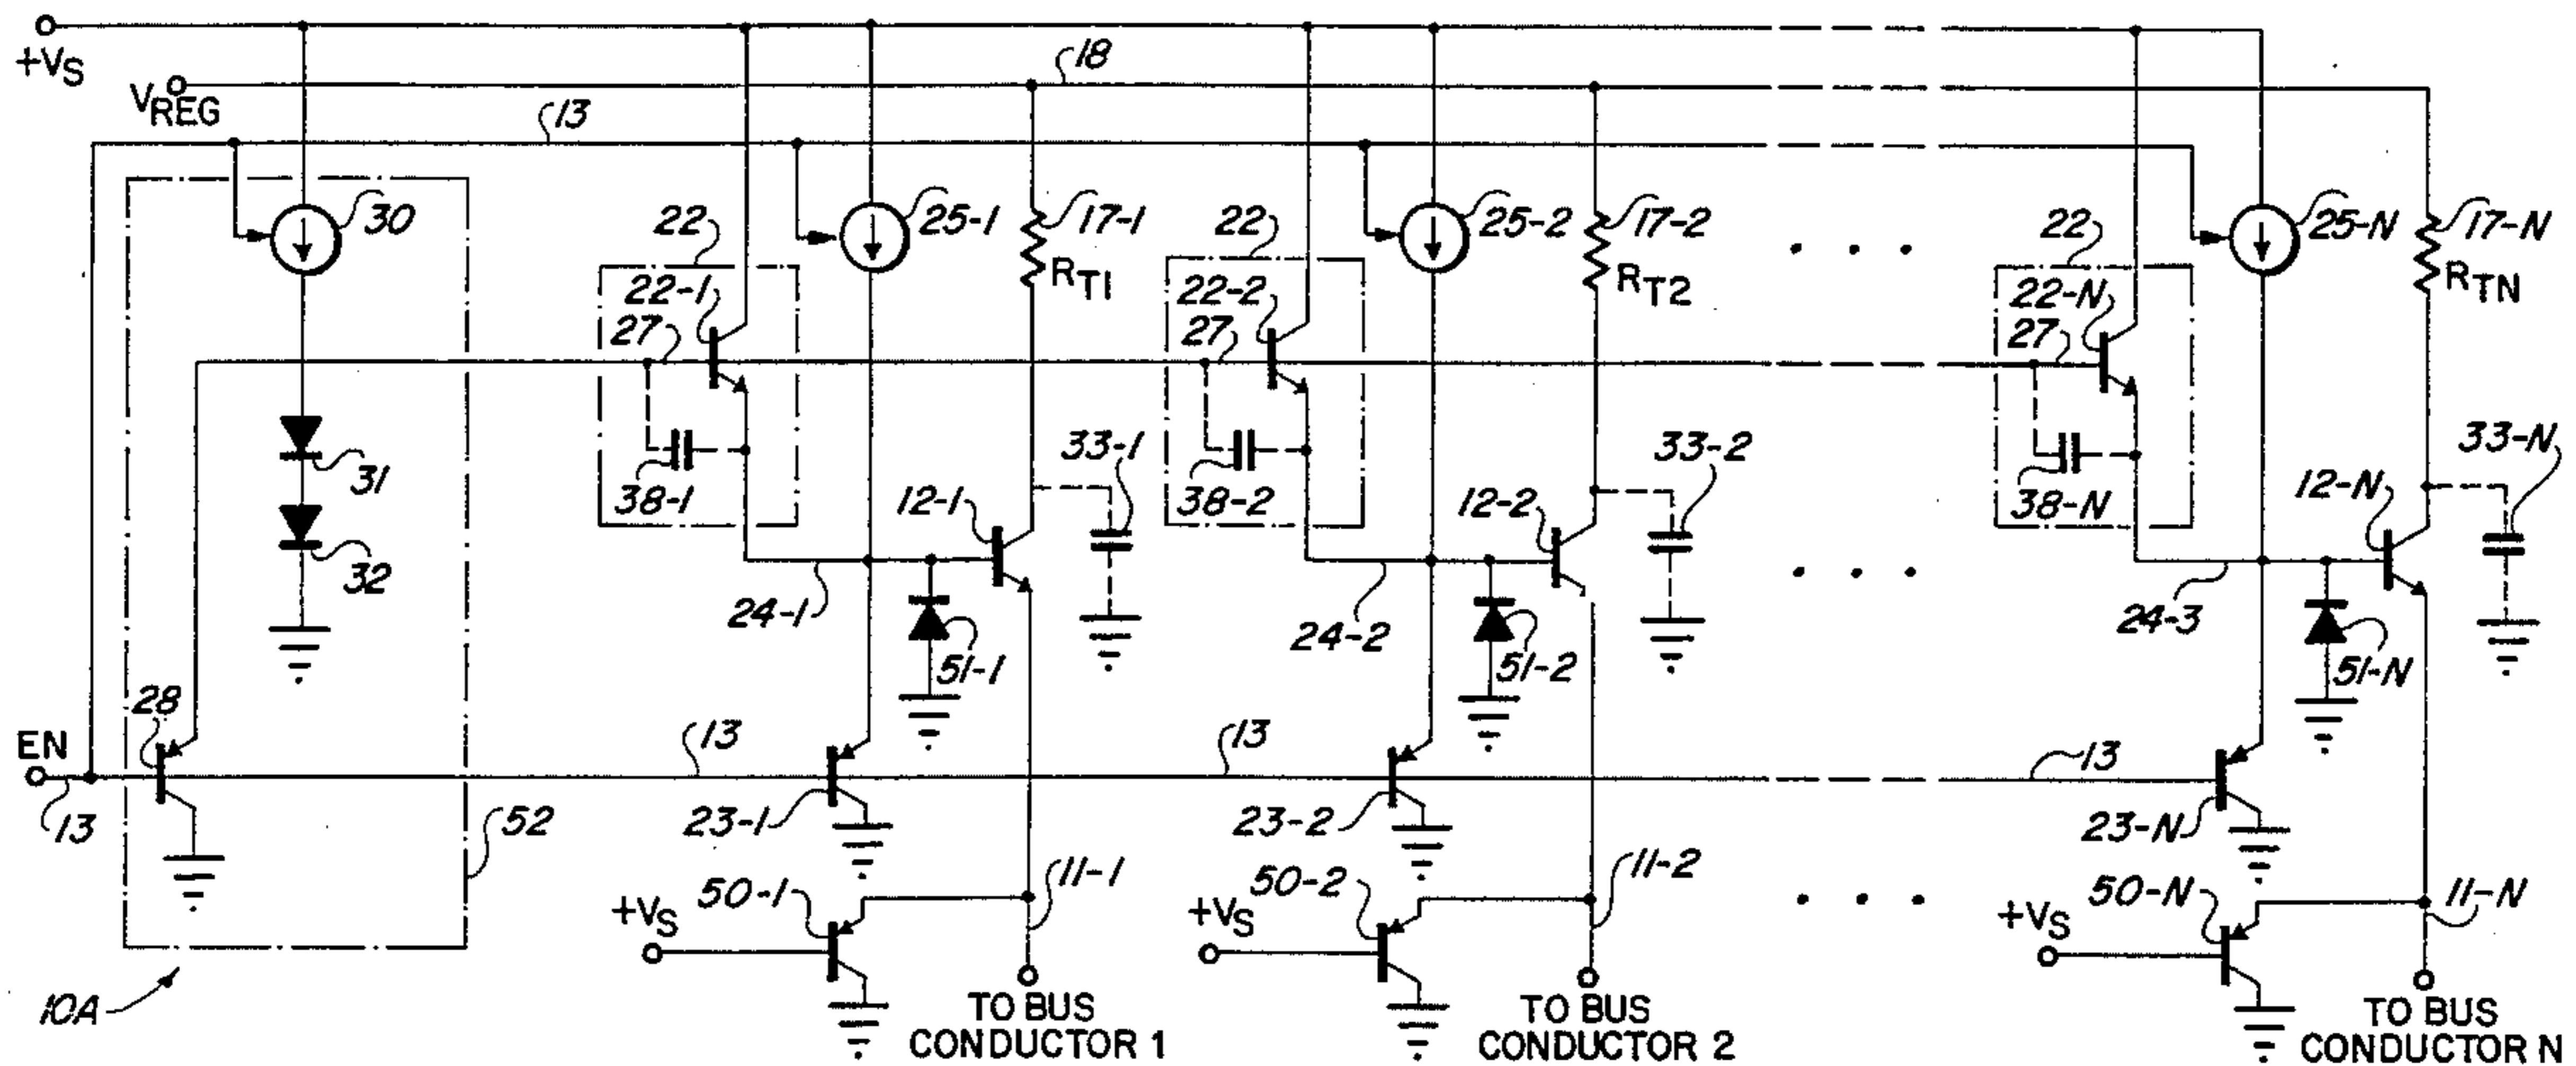 +VS
VREG
18
13
30
22
25-1
17-1
RT1
22
25-2
17-2
RT2
22
25-N
17-N
RTN
22-1
27
22-2
27
22-N
27
31
38-1
33-1
38-2
33-2
38-N
33-N
12-1
12-2
12-N
32
24-1
51-1
24-2
51-2
24-3
51-N
28
EN
13
13
13
13
52
23-1
23-2
23-N
50-1
11-1
50-2
11-2
50-N
11-N
+VS
+VS
+VS
10A
TO BUS
CONDUCTOR 1
TO BUS
CONDUCTOR 2
TO BUS
CONDUCTOR N